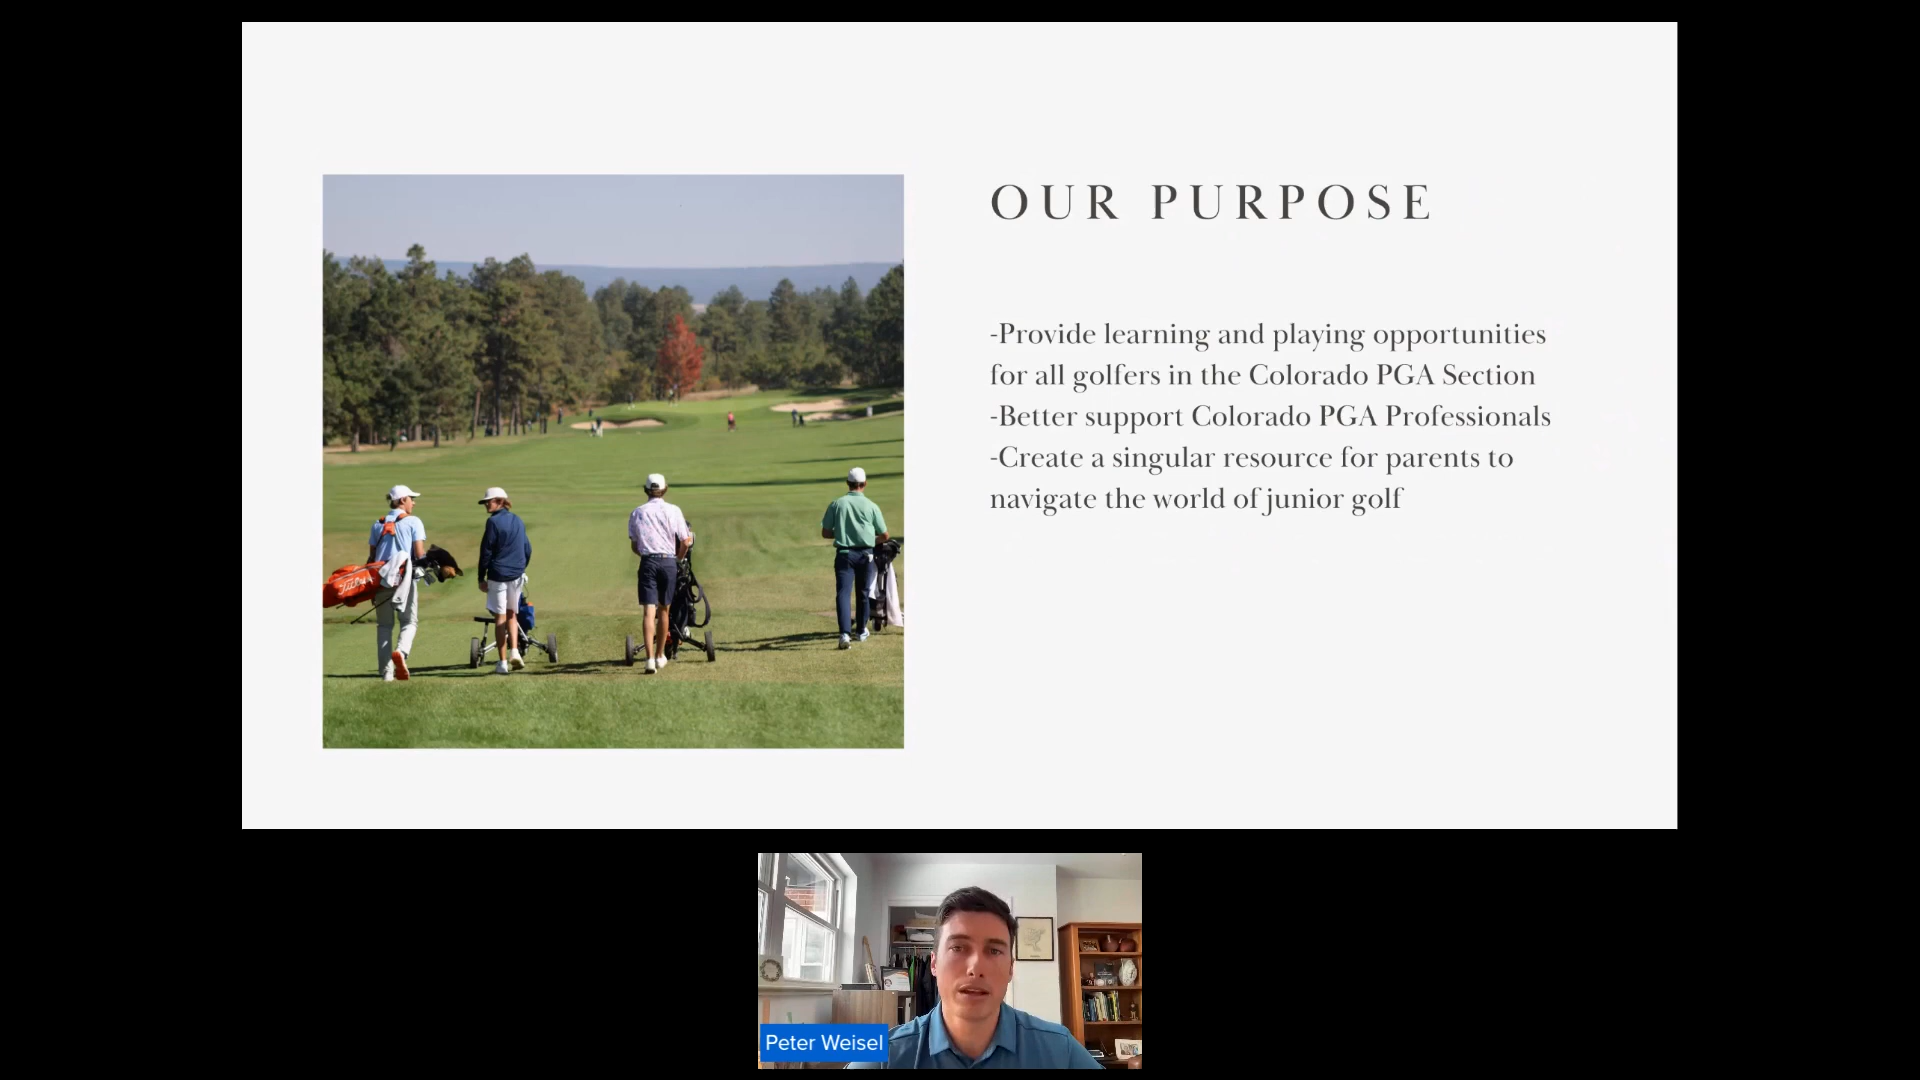 OUR PURPOSE
-Provide learning and playing opportunities
for all golfers in the Colorado PGA Section
-Better support Colorado PGA Professionals
-Create a singular resource for parents to
navigate the world of junior golf
Titleist
Peter Weisel